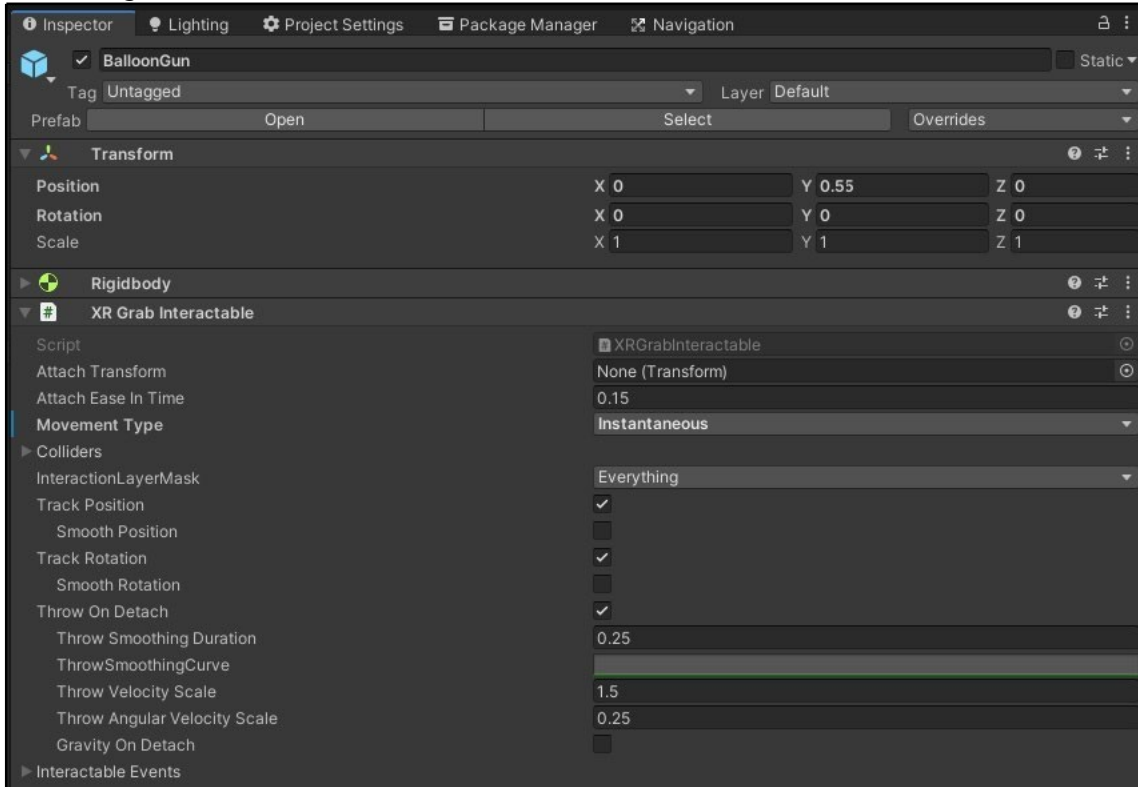 Inspector Lighting Project Settings Package Manager Navigation
BalloonGun Static
Tag Untagged Layer Default
Prefab Open Select Overrides
Transform
Position X 0 Y 0.55 Z 0
Rotation X 0 Y 0 Z 0
Scale X 1 Y 1 Z 1
Rigidbody
# XR Grab Interactable
Script # XRGrabInteractable
Attach Transform None (Transform)
Attach Ease In Time 0.15
Movement Type Instantaneous
Colliders
InteractionLayerMask Everything
Track Position
Smooth Position
Track Rotation
Smooth Rotation
Throw On Detach
Throw Smoothing Duration 0.25
ThrowSmoothingCurve
Throw Velocity Scale 1.5
Throw Angular Velocity Scale 0.25
Gravity On Detach
Interactable Events